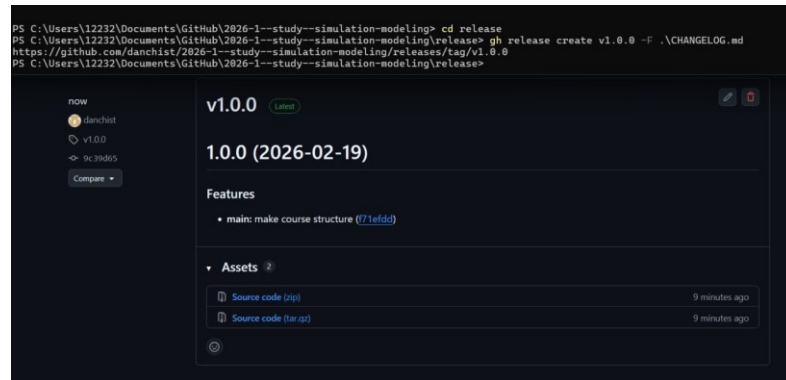 PS C:\Users\12232\Documents\GitHub\2026-1--study--simulation-modeling> cd release
PS C:\Users\12232\Documents\GitHub\2026-1--study--simulation-modeling\release> gh release create v1.0.0 -F .\CHANGELOG.md
https://github.com/danchist/2026-1--study--simulation-modeling/releases/tag/v1.0.0
PS C:\Users\12232\Documents\GitHub\2026-1--study--simulation-modeling\release>
now
danchist
v1.0.0
9c39d65
Compare
v1.0.0 Latest
1.0.0 (2026-02-19)
Features
• main: make course structure (f71efdd)
Assets 2
Source code (zip) 9 minutes ago
Source code (tar.gz) 9 minutes ago